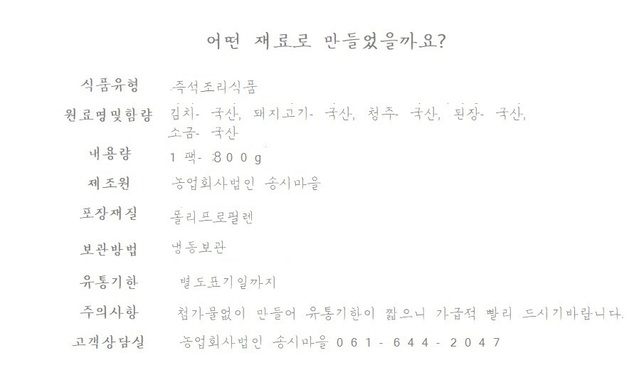 어떤 재료로 만들었을까요?
식품유형 즉석조리식품
원료명및함량 김치- 국산, 돼지고기- 국산, 청주- 국산, 된장- 국산,
소금- 국산
내용량 1 팩- 800g
제조원 농업회사법인 송시마을
포장재질 폴리프로필렌
보관방법 냉동보관
유통기한 별도표기일까지
주의사항 첨가물없이 만들어 유통기한이 짧으니 가급적 빨리 드시기바랍니다.
고객상담실 농업회사법인 송시마을 061-644-2047